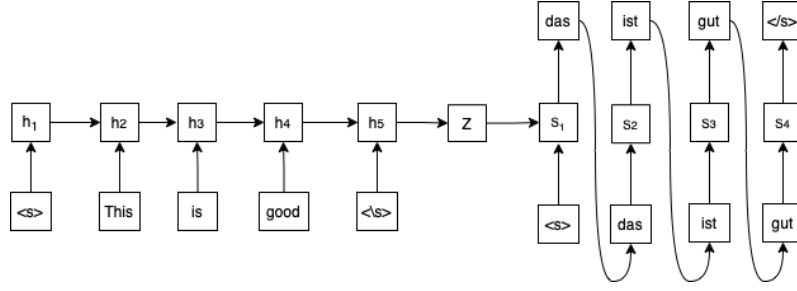 das ist gut </s>
h1 h2 h3 h4 h5 Z S1 S2 S3 S4
<s> This is good <\s> <s> das ist gut